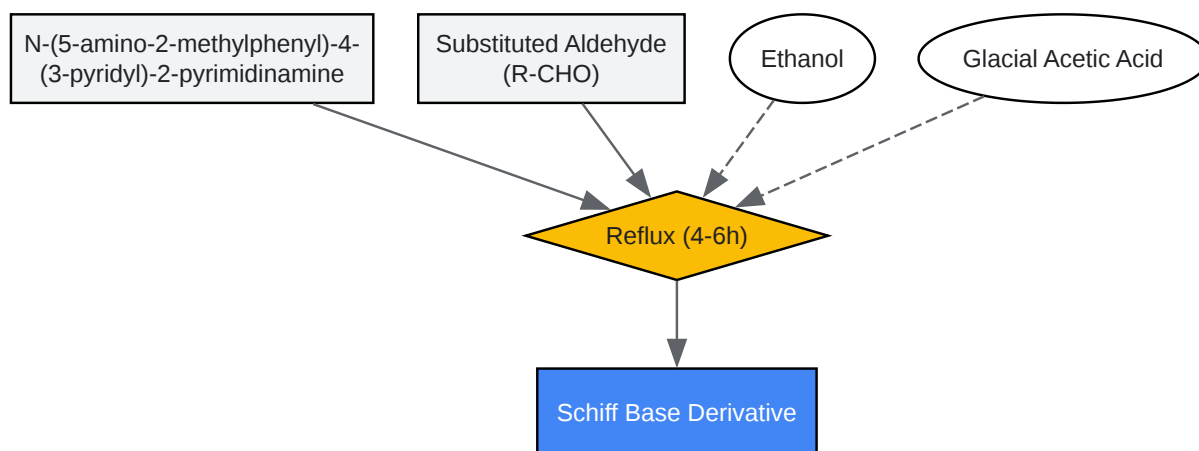 N-(5-amino-2-methylphenyl)-4-
(3-pyridyl)-2-pyrimidinamine
Substituted Aldehyde
(R-CHO)
Ethanol
Glacial Acetic Acid
Reflux (4-6h)
Schiff Base Derivative